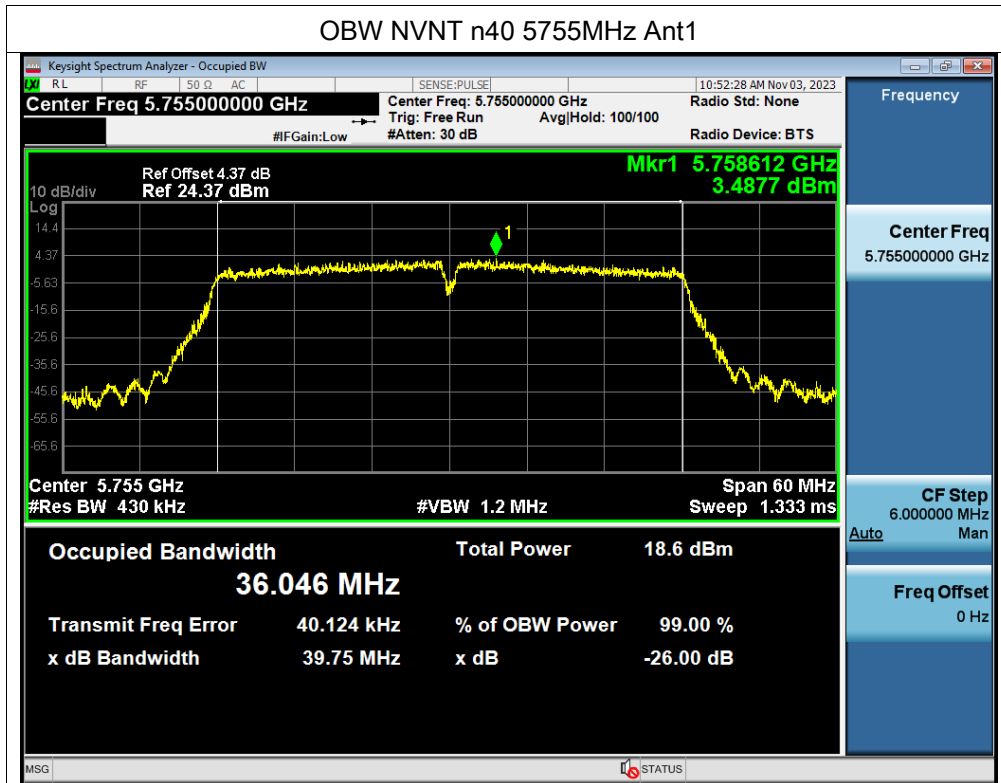 OBW NVNT n40 5755MHz Ant1
Keysight Spectrum Analyzer - Occupied BW
LXI RL RF 50 Ω AC SENSE:PULSE 10:52:28 AM Nov 03, 2023
Center Freq 5.755000000 GHz
Center Freq: 5.755000000 GHz
Radio Std: None
Trig: Free Run Avg|Hold: 100/100
#IFGain:Low #Atten: 30 dB Radio Device: BTS
Frequency
Mkr1 5.758612 GHz
3.4877 dBm
Ref Offset 4.37 dB
10 dB/div Ref 24.37 dBm
Log
14.4
4.37
-5.63
-15.6
-25.6
-35.6
-45.6
-55.6
-65.6
1
Center 5.755 GHz Span 60 MHz
#Res BW 430 kHz #VBW 1.2 MHz Sweep 1.333 ms
Occupied Bandwidth Total Power 18.6 dBm
36.046 MHz
Transmit Freq Error 40.124 kHz % of OBW Power 99.00 %
x dB Bandwidth 39.75 MHz x dB -26.00 dB
Center Freq
5.755000000 GHz
CF Step
6.000000 MHz
Auto Man
Freq Offset
0 Hz
MSG STATUS